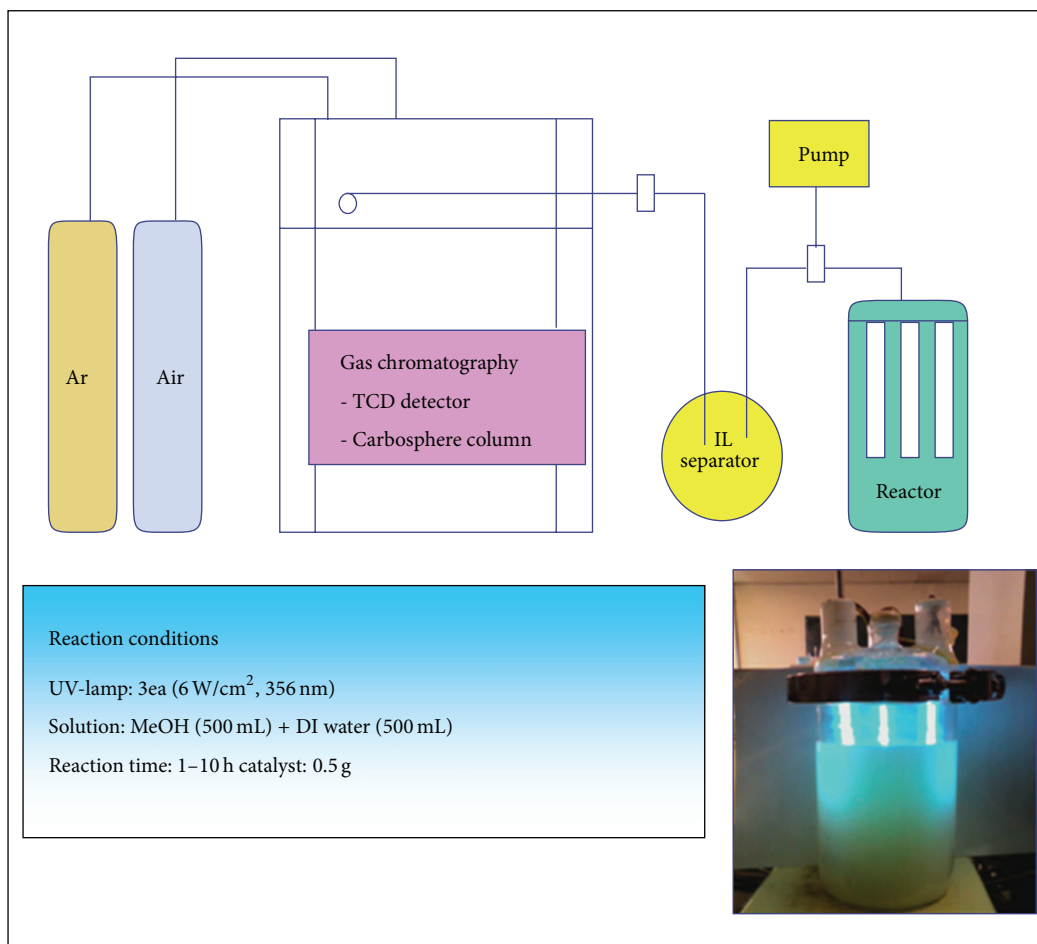 Pump
Ar
Air
Gas chromatography
- TCD detector
- Carbosphere column
IL
separator
Reactor
Reaction conditions
UV-lamp: 3ea (6 W/cm², 356 nm)
Solution: MeOH (500 mL) + DI water (500 mL)
Reaction time: 1–10 h catalyst: 0.5 g